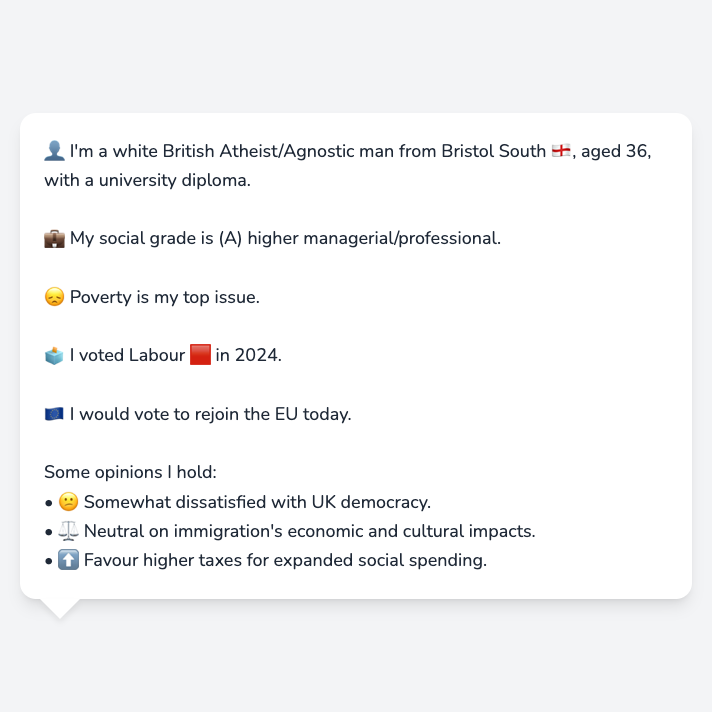 👤 I'm a white British Atheist/Agnostic man from Bristol South 🏴󠁧󠁢󠁥󠁮󠁧󠁿, aged 36,
with a university diploma.
💼 My social grade is (A) higher managerial/professional.
😞 Poverty is my top issue.
🗳️ I voted Labour 🟥 in 2024.
🇪🇺 I would vote to rejoin the EU today.
Some opinions I hold:
• 🙁 Somewhat dissatisfied with UK democracy.
• ⚖️ Neutral on immigration's economic and cultural impacts.
• ⬆️ Favour higher taxes for expanded social spending.